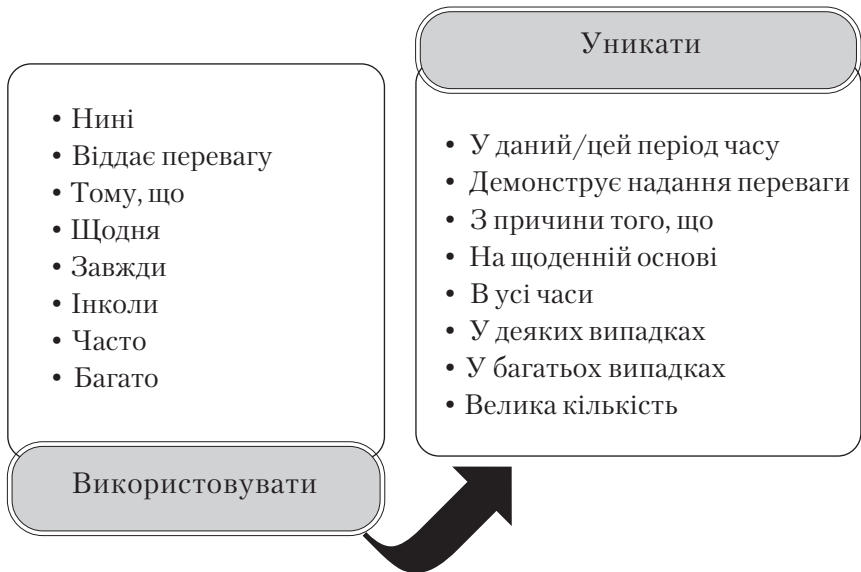 Нині
Віддає перевагу
Тому, що
Щодня
Завжди
Інколи
Часто
Багато
Використовувати
Уникати
У даний/цей період часу
Демонструє надання переваги
З причини того, що
На щоденній основі
В усі часи
У деяких випадках
У багатьох випадках
Велика кількість